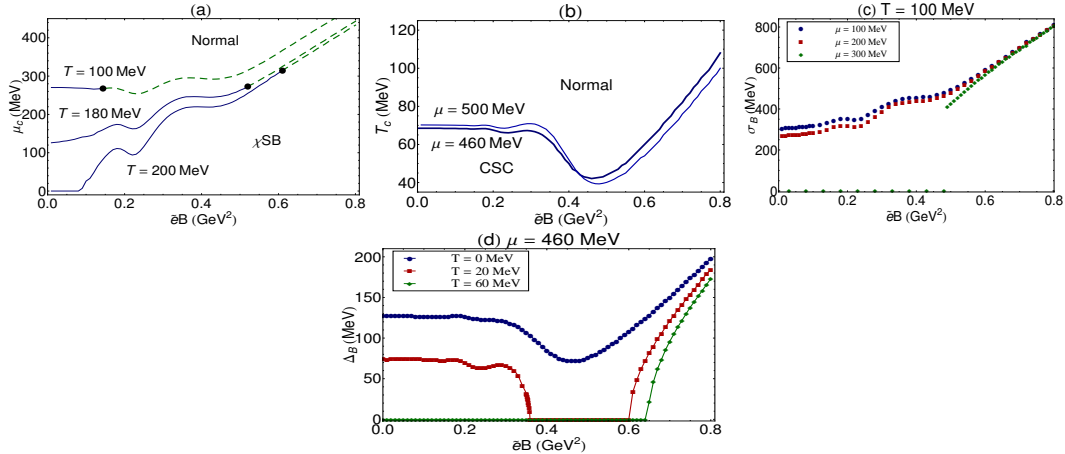 (a)
400
300
200
100
0
μc (MeV)
Normal
T = 100 MeV
T = 180 MeV
T = 200 MeV
χSB
0.0 0.2 0.4 0.6 0.8
ẽB (GeV²)
(b)
120
100
80
60
40
Tc (MeV)
Normal
μ = 500 MeV
μ = 460 MeV
CSC
0.0 0.2 0.4 0.6 0.8
ẽB (GeV²)
(c) T = 100 MeV
800
600
400
200
0
σB (MeV)
μ = 100 MeV
μ = 200 MeV
μ = 300 MeV
0.0 0.2 0.4 0.6 0.8
ẽB (GeV²)
(d) μ = 460 MeV
200
150
100
50
0
ΔB (MeV)
T = 0 MeV
T = 20 MeV
T = 60 MeV
0.0 0.2 0.4 0.6 0.8
ẽB (GeV²)